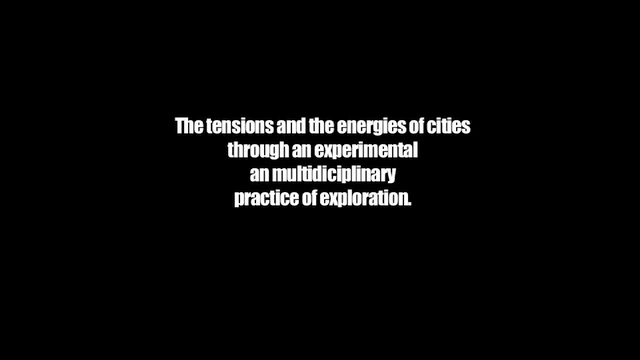 The tensions and the energies of cities
through an experimental
an multidiciplinary
practice of exploration.